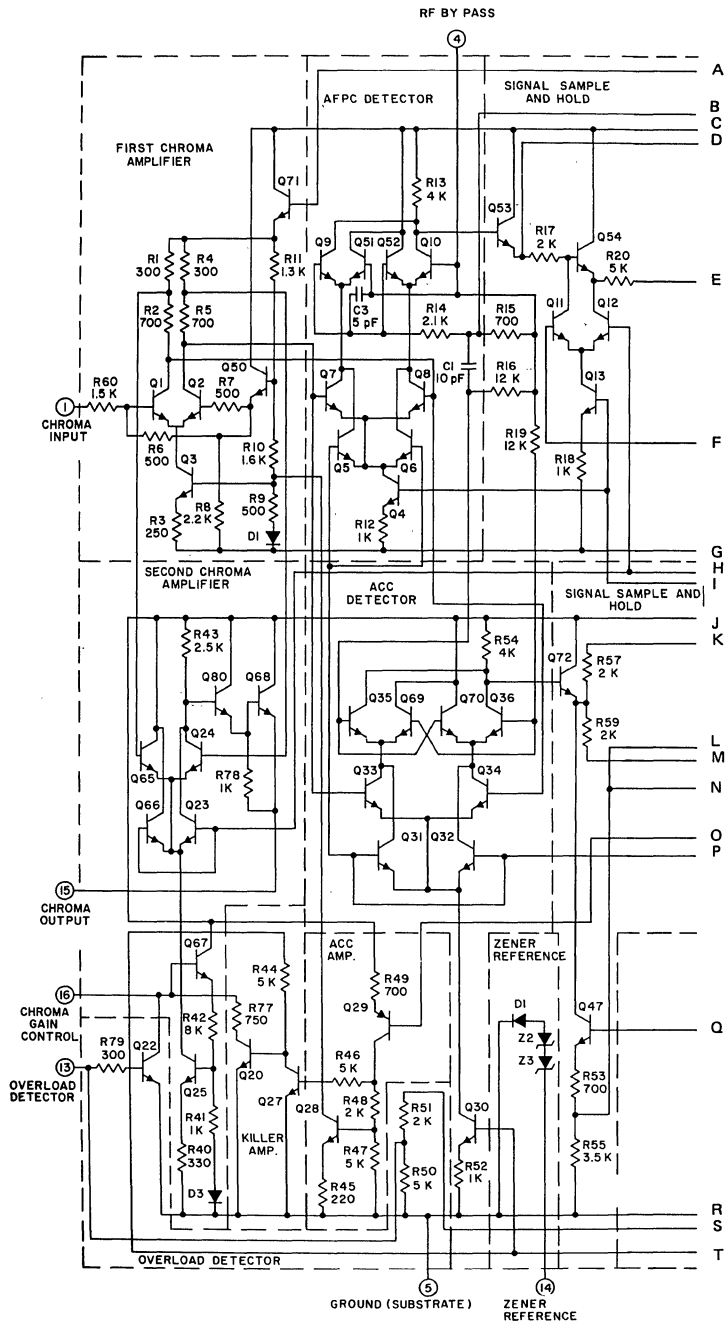 RF BY PASS
4
A
AFPC DETECTOR
SIGNAL SAMPLE
AND HOLD
B
C
D
FIRST CHROMA
AMPLIFIER
Q71
R13
4 K
Q53
Q9
Q51
Q52
Q10
R17
2 K
Q54
R1
300
R4
300
R11
1.3 K
R20
5 K
E
R2
700
R5
700
C3
5 pF
R14
2.1 K
R15
700
Q11
Q12
C1
10 pF
R16
12 K
Q50
Q7
Q8
Q13
R60
1.5 K
Q1
Q2
R7
500
1
CHROMA
INPUT
R19
12 K
R6
500
R10
1.6 K
Q5
Q6
F
R18
1 K
Q3
R8
2.2 K
R9
500
Q4
R3
250
D1
R12
1 K
G
SECOND CHROMA
AMPLIFIER
ACC
DETECTOR
H
I
SIGNAL SAMPLE AND
HOLD
J
R43
2.5 K
Q80
Q68
R54
4K
Q72
R57
2 K
K
Q35
Q69
Q70
Q36
Q24
R59
2K
L
M
Q65
R78
1K
Q33
Q34
N
Q66
Q23
Q31
Q32
O
P
15
CHROMA
OUTPUT
Q67
ACC
AMP.
ZENER
REFERENCE
R44
5 K
R49
700
16
CHROMA
GAIN
CONTROL
R42
8 K
R77
750
Q29
D1
Z2
Z3
Q47
Q
R79
300
Q22
13
OVERLOAD
DETECTOR
Q25
Q20
Q27
R46
5 K
R48
2 K
R51
2 K
Q30
R53
700
R41
1K
Q28
R40
330
KILLER
AMP.
R47
5 K
R50
5 K
R52
1 K
R55
3.5 K
D3
R45
220
R
S
OVERLOAD DETECTOR
T
5
GROUND (SUBSTRATE)
14
ZENER
REFERENCE